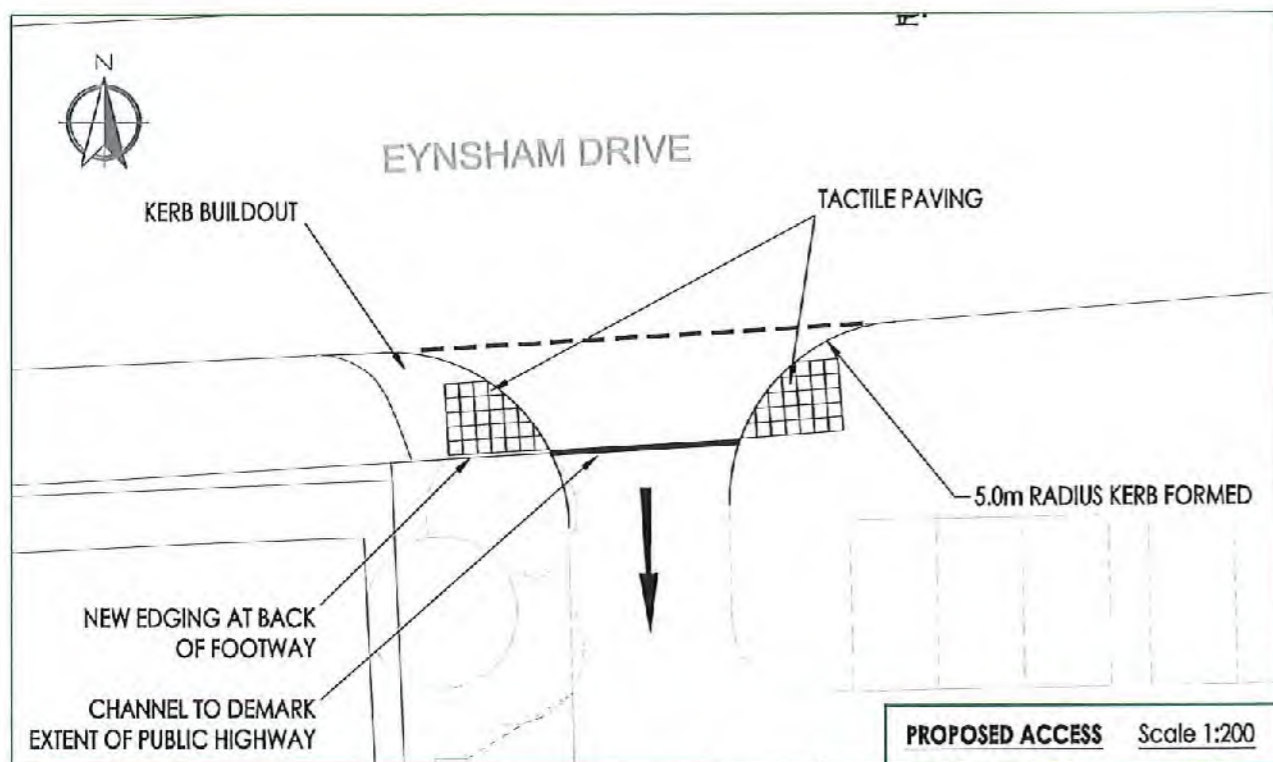 N
EYNSHAM DRIVE
KERB BUILDOUT
TACTILE PAVING
5.0m RADIUS KERB FORMED
NEW EDGING AT BACK
OF FOOTWAY
CHANNEL TO DEMARK
EXTENT OF PUBLIC HIGHWAY
PROPOSED ACCESS Scale 1:200